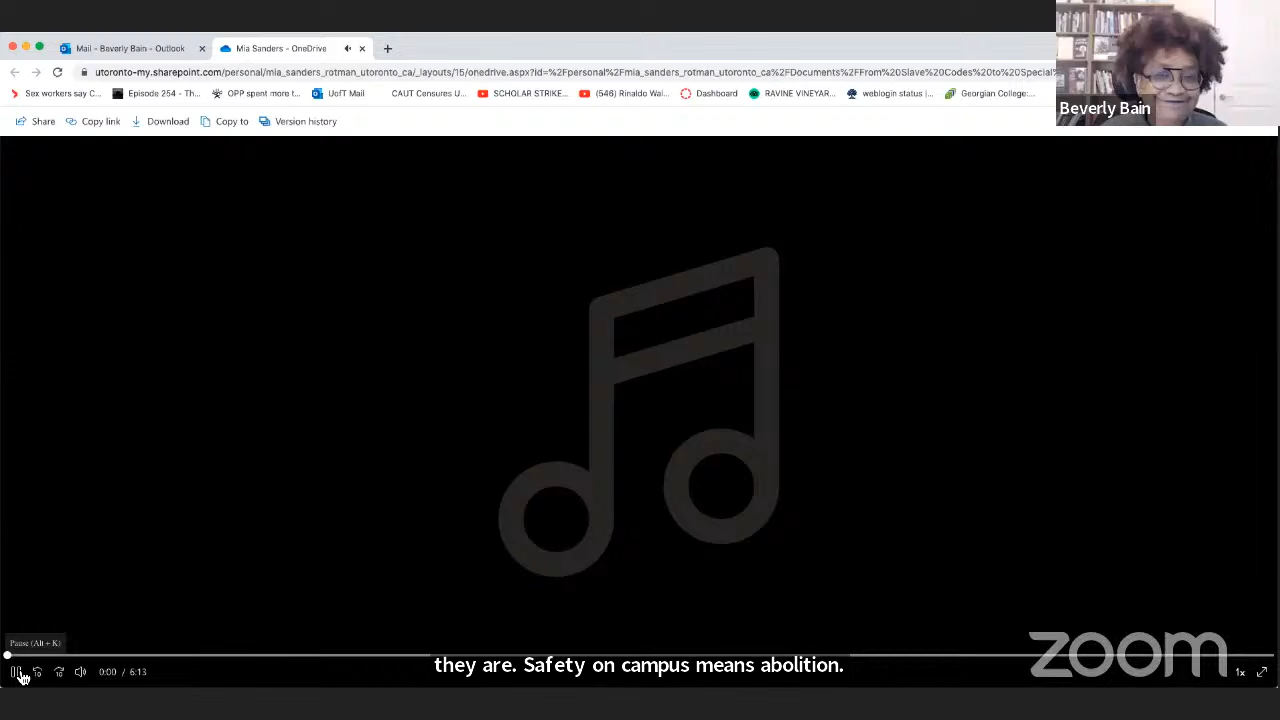 Mail - Beverly Bain - Outlook
Mia Sanders - OneDrive
utoronto-my.sharepoint.com/personal/mia_sanders_rotman_utoronto_ca/_layouts/15/onedrive.aspx?id=%2Fpersonal%2Fmia_sanders_rotman_utoronto_ca%2FDocuments%2FFrom%20Slave%20Codes%20to%20Special
Sex workers say C... Episode 254 - Th... OPP spent more t... UofT Mail CAUT Censures U... SCHOLAR STRIKE... (546) Rinaldo Wal... Dashboard RAVINE VINEYAR... weblogin status |... Georgian College:...
Beverly Bain
Share Copy link Download Copy to Version history
Pause (Alt + K)
they are. Safety on campus means abolition.
10 10 0:00 / 6:13
1x
zoom